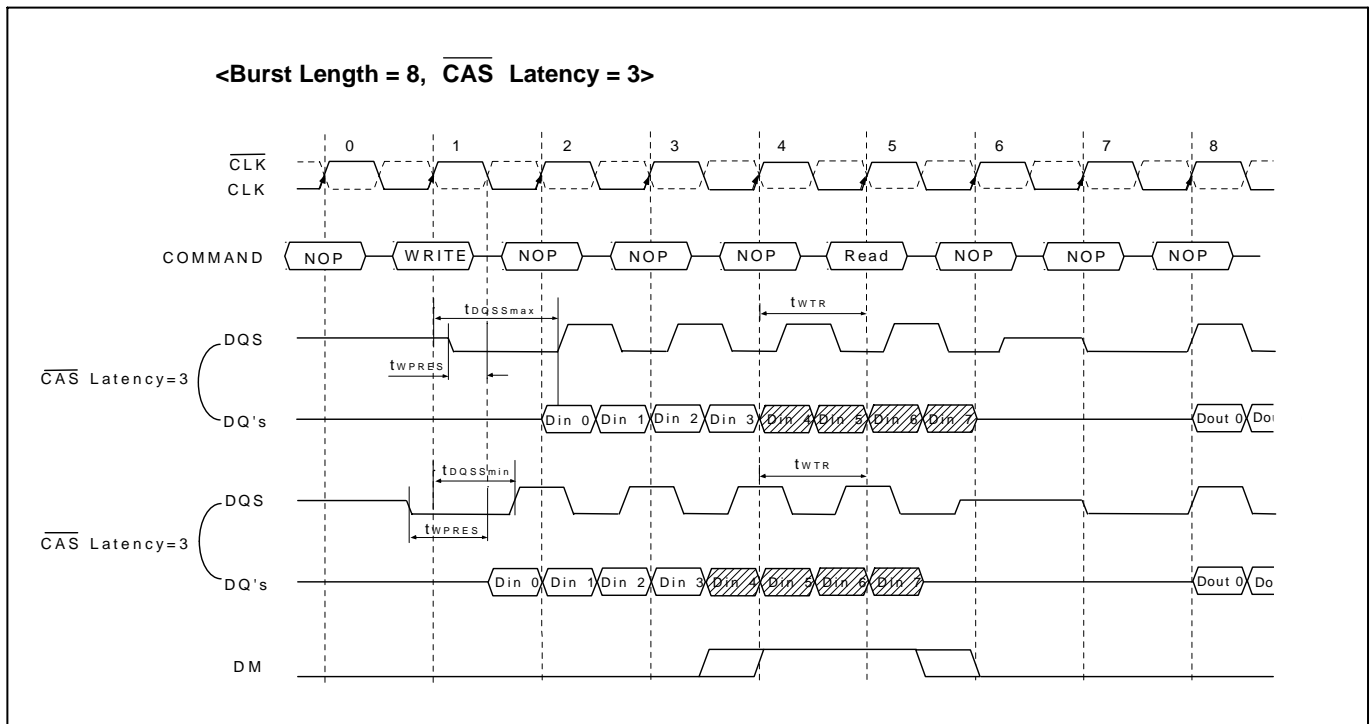 <Burst Length = 8, CAS Latency = 3>
0 1 2 3 4 5 6 7 8
CLK
CLK
COMMAND NOP WRITE NOP NOP NOP Read NOP NOP NOP
tDQSSmax tWTR
DQS
tWPRES
CAS Latency=3
DQ's Din 0 Din 1 Din 2 Din 3 Din 4 Din 5 Din 6 Din 7 Dout 0 Dou
tDQSSmin tWTR
DQS
tWPRES
CAS Latency=3
DQ's Din 0 Din 1 Din 2 Din 3 Din 4 Din 5 Din 6 Din 7 Dout 0 Do
DM